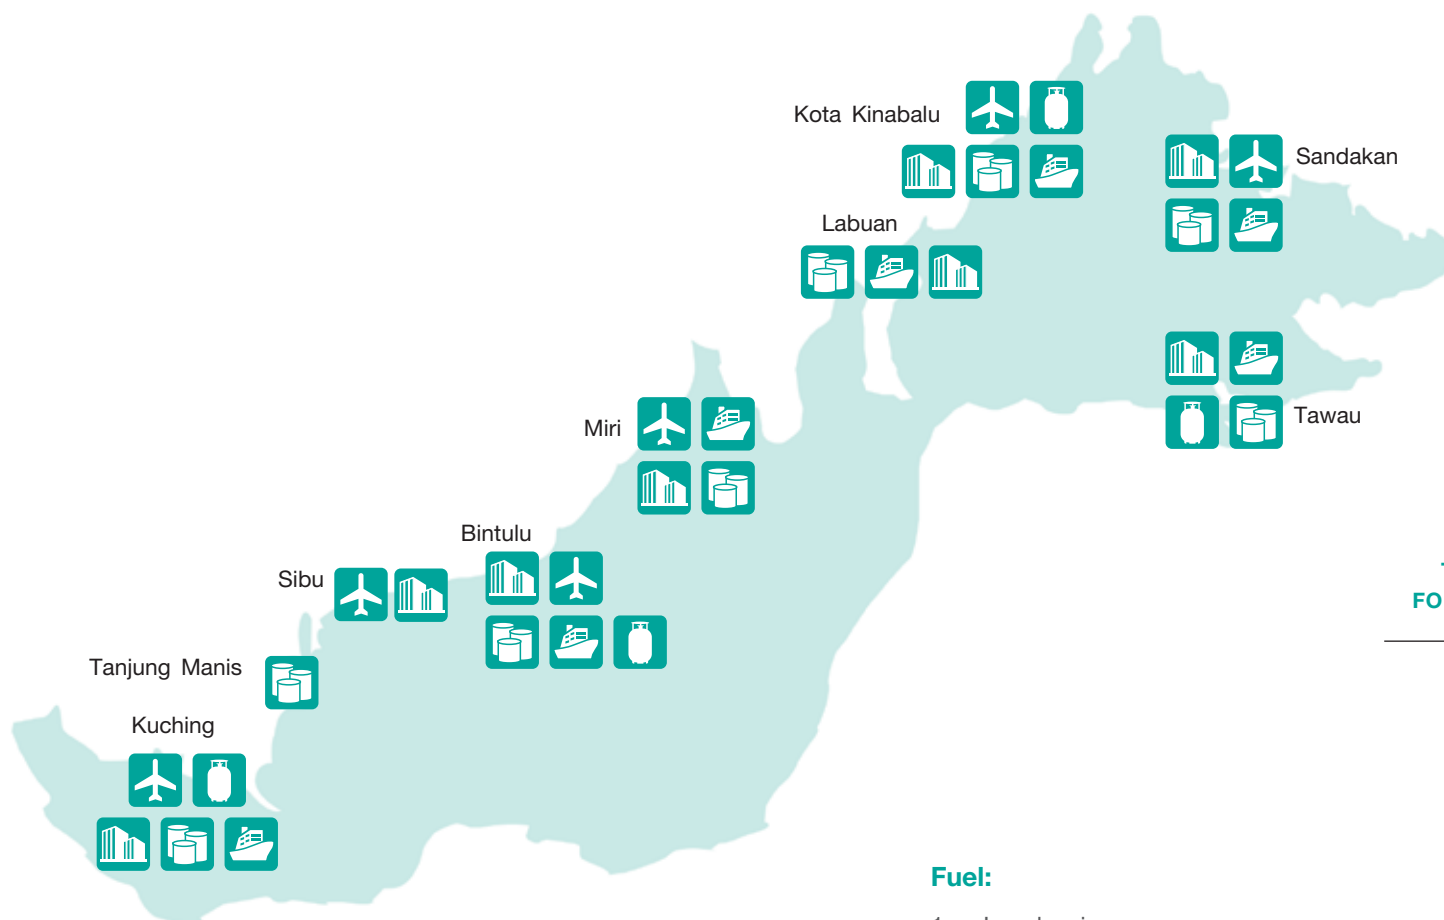 Kota Kinabalu
Sandakan
Labuan
Tawau
Miri
Bintulu
Sibu
FO
Tanjung Manis
Kuching
Fuel: